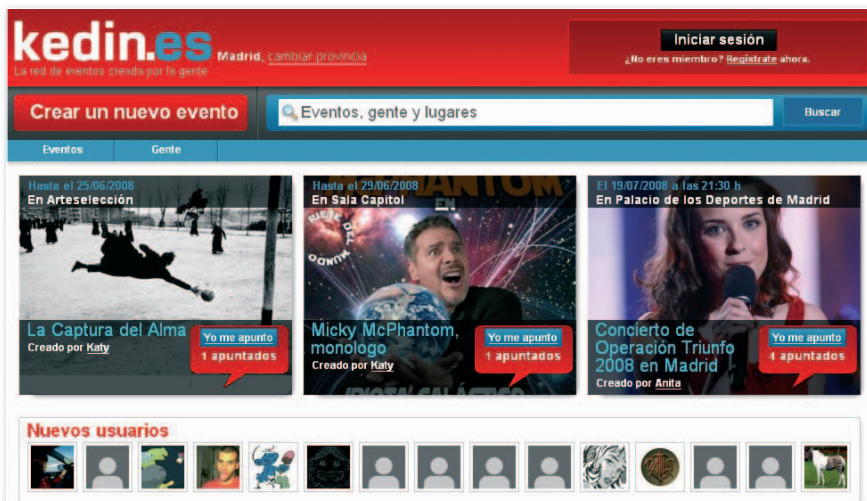 kedin.es
Madrid, cambiar provincia
La red de eventos creada por la gente
Iniciar sesión
¿No eres miembro? Registrate ahora.
Crear un nuevo evento
Eventos, gente y lugares
Buscar
Eventos
Gente
Hasta el 25/06/2008
En Arteselección
La Captura del Alma
Creado por Katy
Yo me apunto
1 apuntados
Hasta el 29/06/2008
En Sala Capitol
EN
SIETE DEL
MUNDO
Micky McPhantom,
monologo
Creado por Katy
Yo me apunto
1 apuntados
El 19/07/2008 a las 21:30 h
En Palacio de los Deportes de Madrid
Concierto de
Operación Triunfo
2008 en Madrid
Creado por Anita
Yo me apunto
4 apuntados
Nuevos usuarios